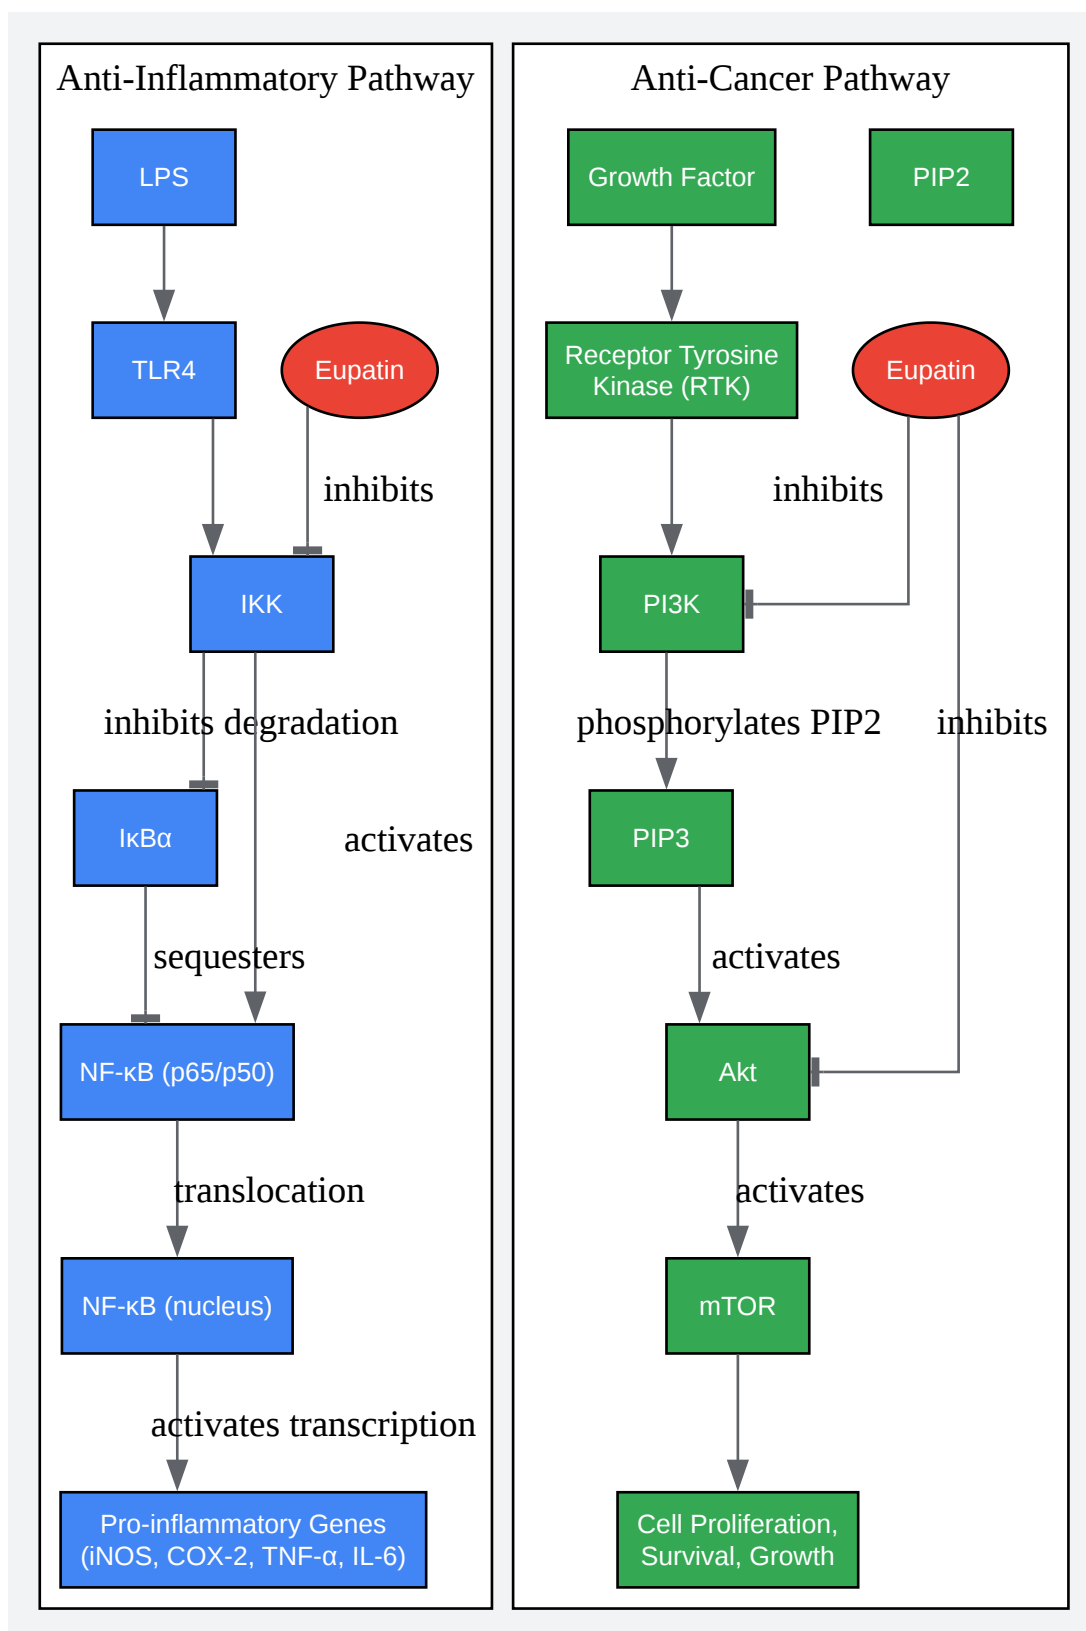 Anti-Inflammatory Pathway
LPS
TLR4
Eupatin
inhibits
IKK
inhibits degradation
IκBα
activates
sequesters
NF-κB (p65/p50)
translocation
NF-κB (nucleus)
activates transcription
Pro-inflammatory Genes
(iNOS, COX-2, TNF-α, IL-6)
Anti-Cancer Pathway
Growth Factor
PIP2
Receptor Tyrosine
Kinase (RTK)
Eupatin
inhibits
PI3K
phosphorylates PIP2
inhibits
PIP3
activates
Akt
activates
mTOR
Cell Proliferation,
Survival, Growth